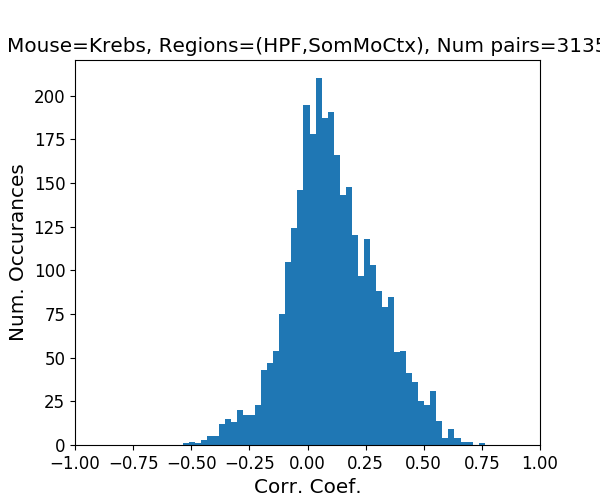 Mouse=Krebs, Regions=(HPF,SomMoCtx), Num pairs=3135
Num. Occurances
200
175
150
125
100
75
50
25
0
−1.00 −0.75 −0.50 −0.25 0.00 0.25 0.50 0.75 1.00
Corr. Coef.